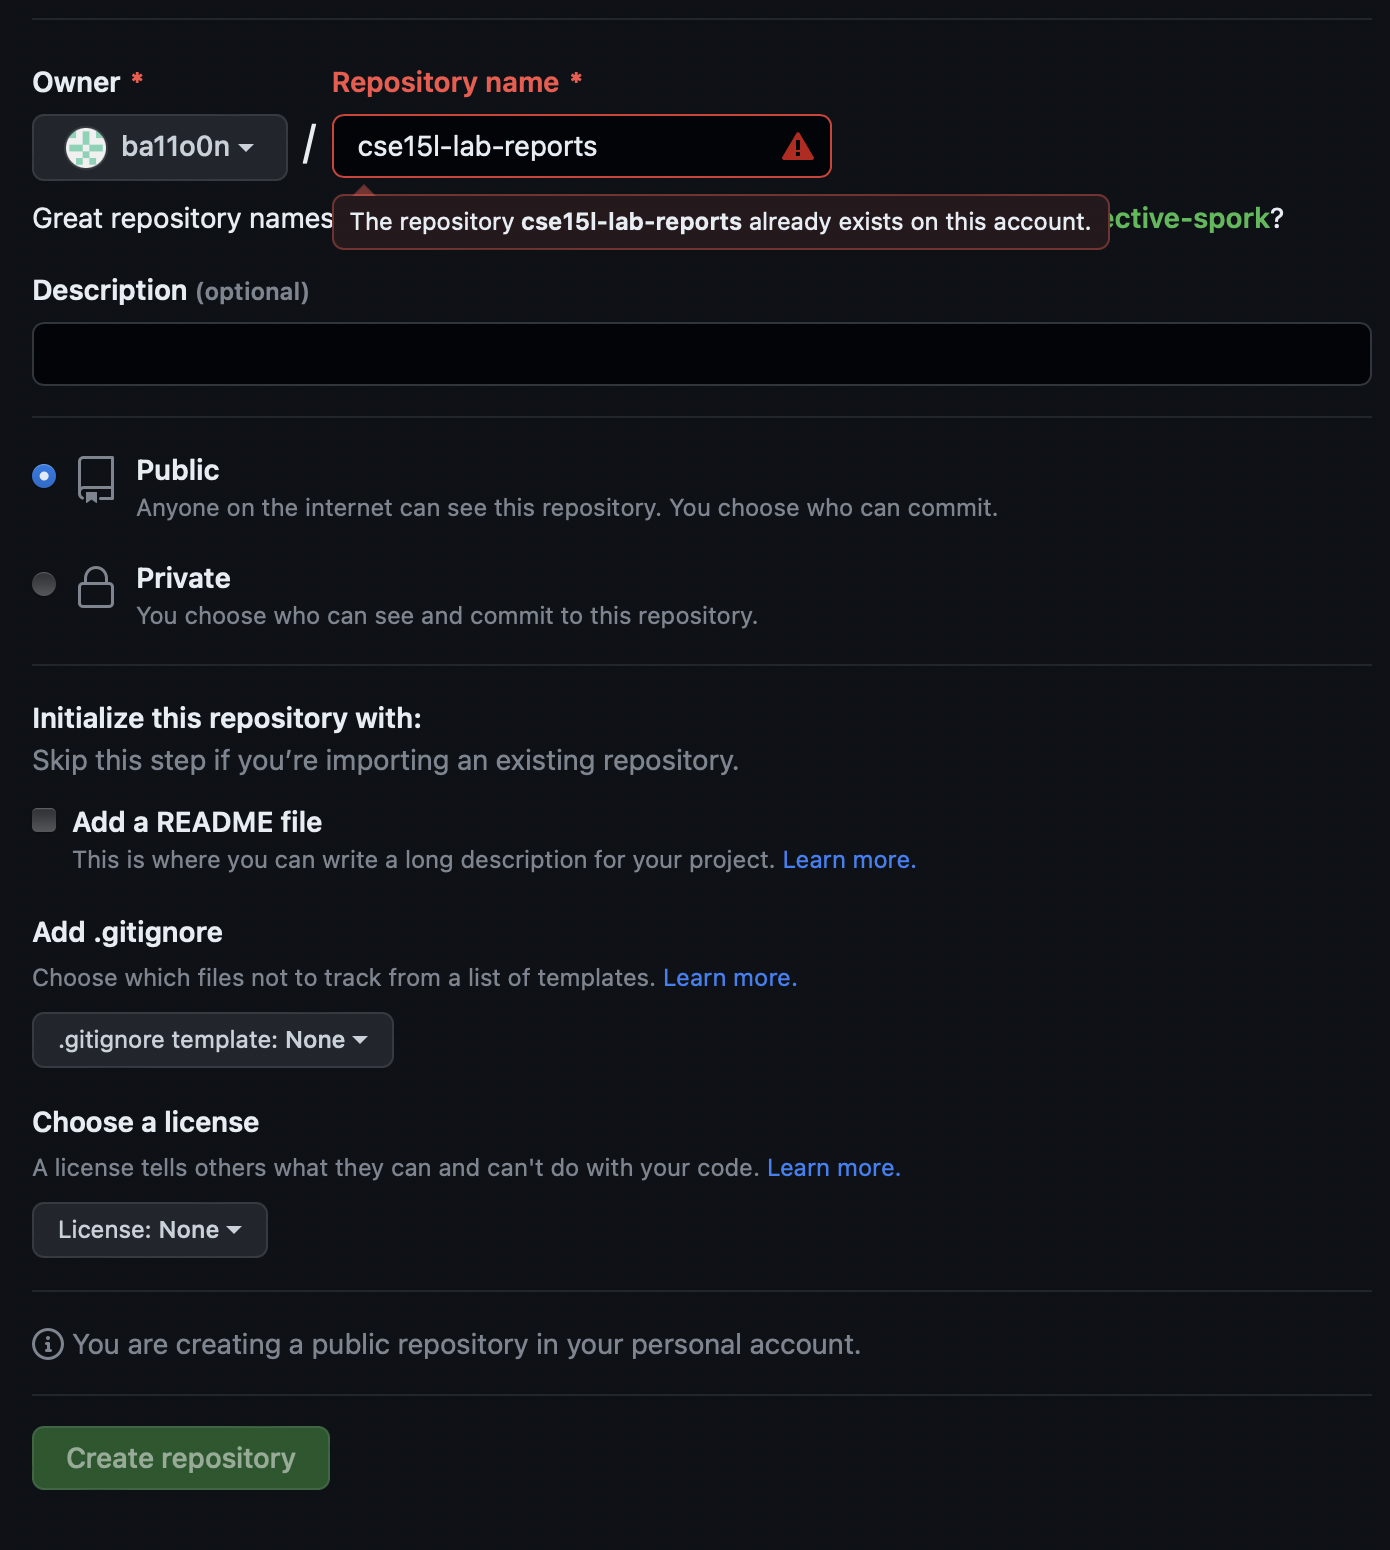 Owner * Repository name *
ba11o0n / cse15l-lab-reports
Great repository names ective-spork?
The repository cse15l-lab-reports already exists on this account.
Description (optional)
Public
Anyone on the internet can see this repository. You choose who can commit.
Private
You choose who can see and commit to this repository.
Initialize this repository with:
Skip this step if you’re importing an existing repository.
Add a README file
This is where you can write a long description for your project. Learn more.
Add .gitignore
Choose which files not to track from a list of templates. Learn more.
.gitignore template: None
Choose a license
A license tells others what they can and can't do with your code. Learn more.
License: None
You are creating a public repository in your personal account.
Create repository